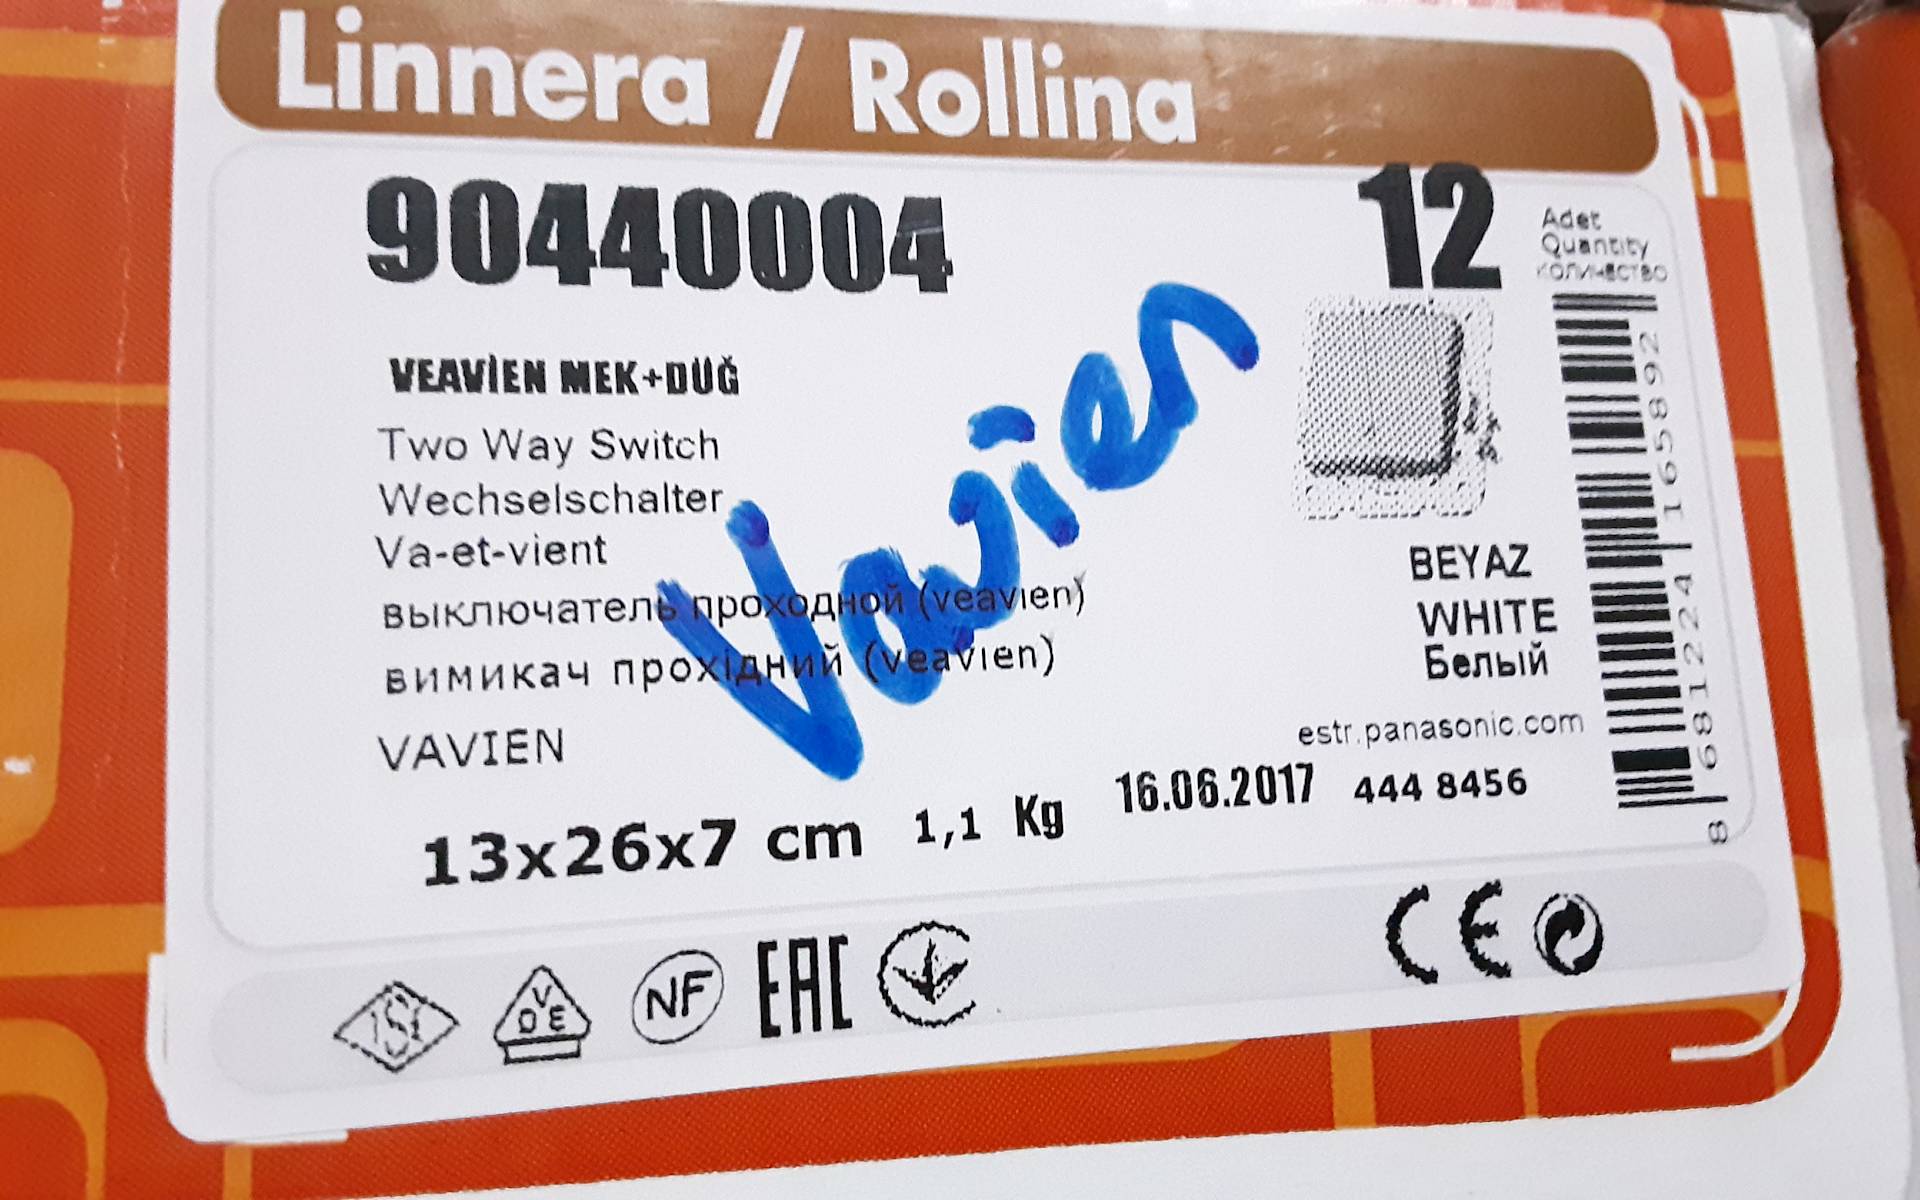 Linnera / Rollina
90440004
12
Adet
Quantity
количество
VEAVİEN MEK+DÜĞ
Two Way Switch
Wechselschalter
Va-et-vient
выключатель проходной (veavien)
вимикач прохідний (veavien)
VAVIEN
Vavien
BEYAZ
WHITE
Белый
estr.panasonic.com
13x26x7 cm 1,1 Kg 16.06.2017 444 8456
8 681224 165892
TSE
VDE
NF
EAC
CE